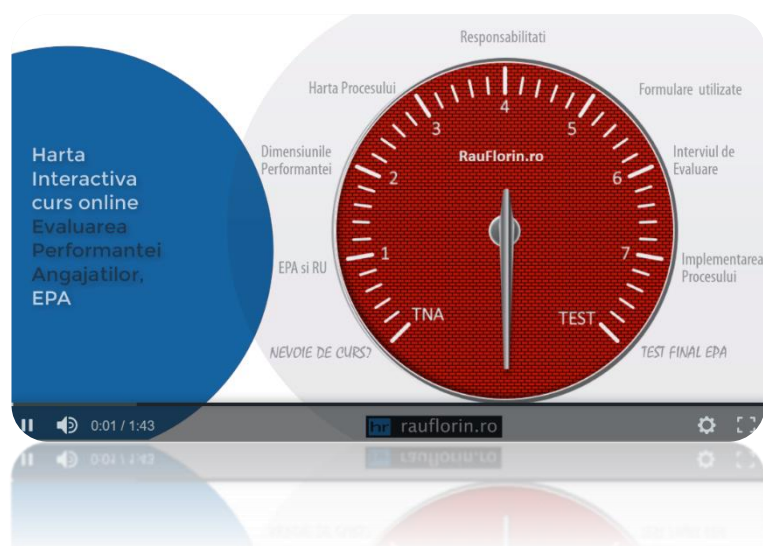 Harta
Interactiva
curs online
Evaluarea
Performantei
Angajatilor,
EPA
Responsabilitati
Harta Procesului
Formulare utilizate
Dimensiunile
Performantei
Interviul de
Evaluare
EPA si RU
Implementarea
Procesului
NEVOIE DE CURS?
TEST FINAL EPA
RauFlorin.ro
TNA
1
2
3
4
5
6
7
TEST
0:01 / 1:43
hr rauflorin.ro